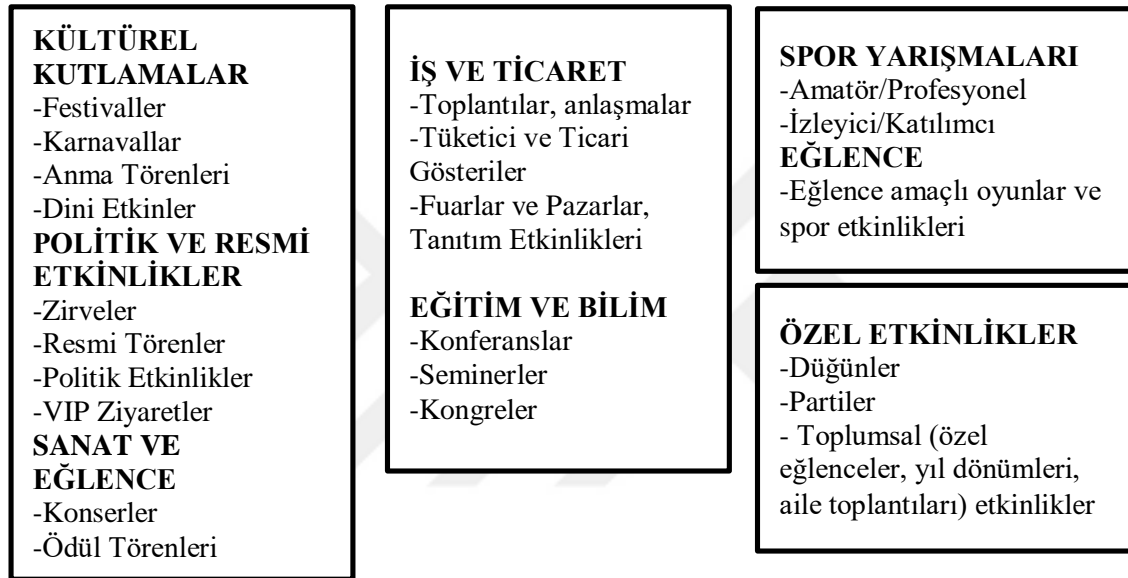 KÜLTÜREL
KUTLAMALAR
-Festivaller
-Karnavallar
-Anma Törenleri
-Dini Etkinler
POLİTİK VE RESMİ
ETKİNLİKLER
-Zirveler
-Resmi Törenler
-Politik Etkinlikler
-VIP Ziyaretler
SANAT VE
EĞLENCE
-Konserler
-Ödül Törenleri
İŞ VE TİCARET
-Toplantılar, anlaşmalar
-Tüketici ve Ticari
Gösteriler
-Fuarlar ve Pazarlar,
Tanıtım Etkinlikleri
EĞİTİM VE BİLİM
-Konferanslar
-Seminerler
-Kongreler
SPOR YARIŞMALARI
-Amatör/Profesyonel
-İzleyici/Katılımcı
EĞLENCE
-Eğlence amaçlı oyunlar ve
spor etkinlikleri
ÖZEL ETKİNLİKLER
-Düğünler
-Partiler
- Toplumsal (özel
eğlenceler, yıl dönümleri,
aile toplantıları) etkinlikler